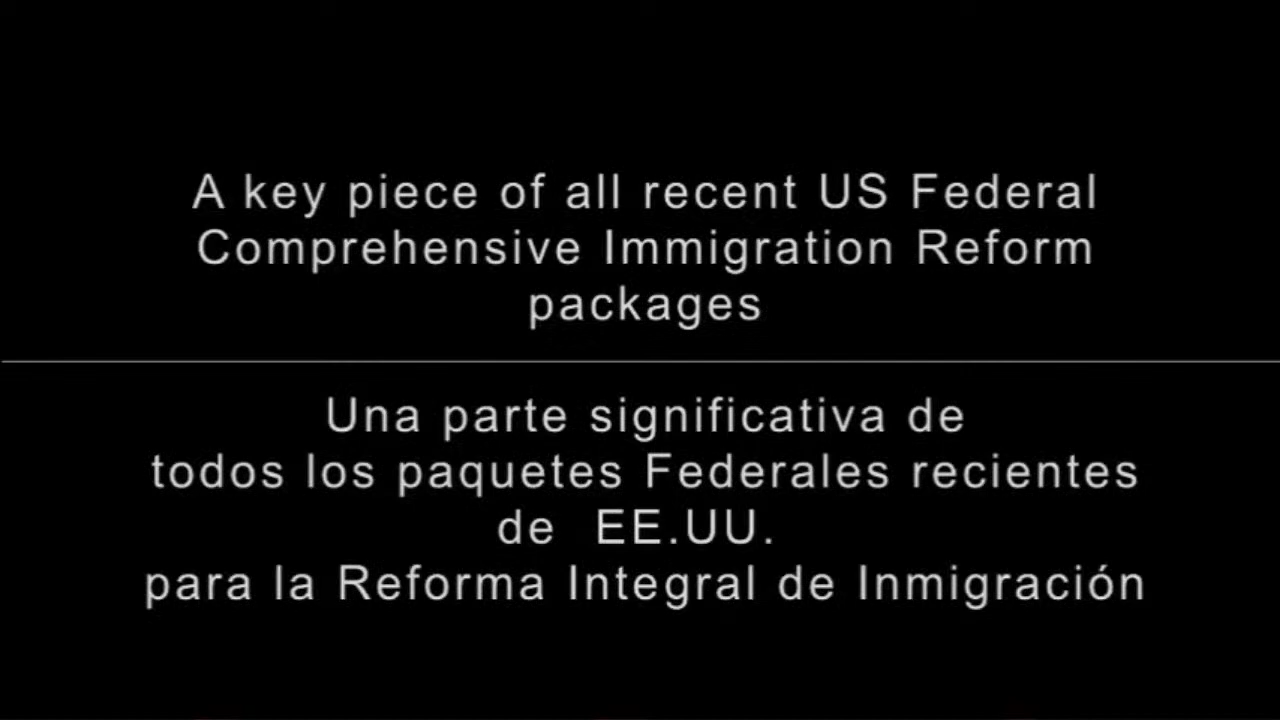 A key piece of all recent US Federal
Comprehensive Immigration Reform
packages
Una parte significativa de
todos los paquetes Federales recientes
de EE.UU.
para la Reforma Integral de Inmigración